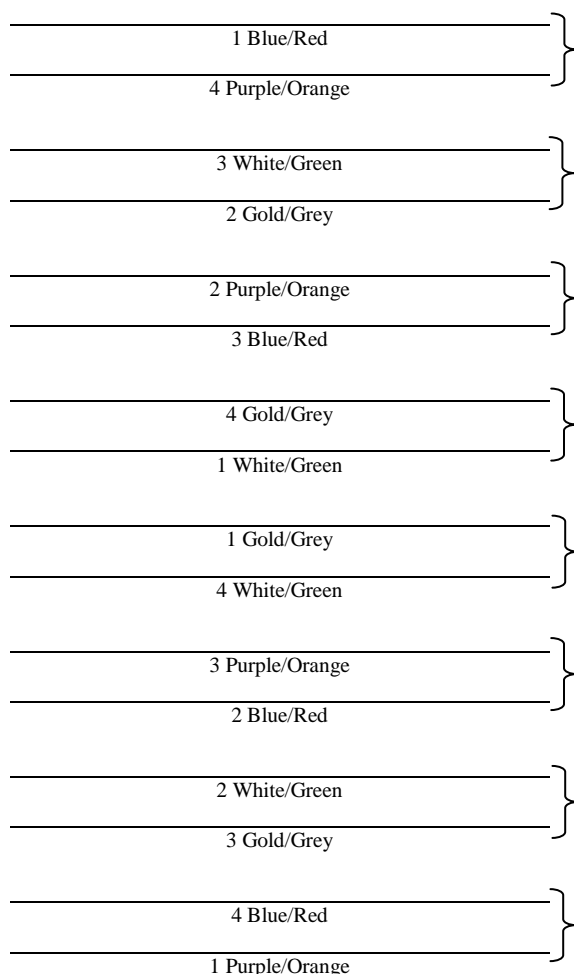 1 Blue/Red
4 Purple/Orange
3 White/Green
2 Gold/Grey
2 Purple/Orange
3 Blue/Red
4 Gold/Grey
1 White/Green
1 Gold/Grey
4 White/Green
3 Purple/Orange
2 Blue/Red
2 White/Green
3 Gold/Grey
4 Blue/Red
1 Purple/Orange